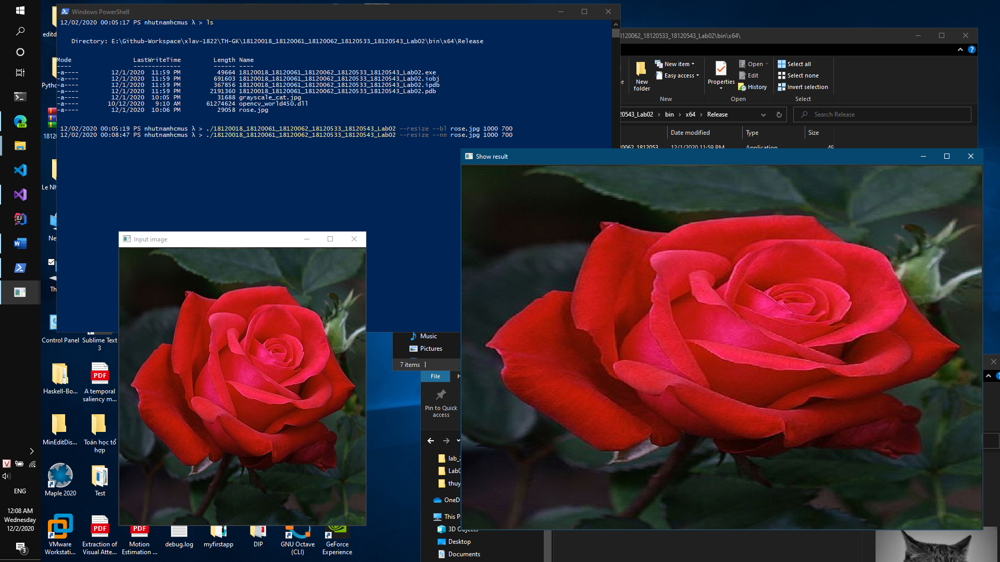 Windows PowerShell
12/02/2020 00:05:17 PS nhutnamhcmus λ > ls
Directory: E:\Github-Workspace\xlav-1822\TH-GK\18120018_18120061_18120062_18120533_18120543_Lab02\bin\x64\Release
Mode LastWriteTime Length Name
---- ------------- ------ ----
-a---- 12/1/2020 11:59 PM 49664 18120018_18120061_18120062_18120533_18120543_Lab02.exe
-a---- 12/1/2020 11:59 PM 691603 18120018_18120061_18120062_18120533_18120543_Lab02.iobj
-a---- 12/1/2020 11:59 PM 367856 18120018_18120061_18120062_18120533_18120543_Lab02.ipdb
-a---- 12/1/2020 11:59 PM 2191360 18120018_18120061_18120062_18120533_18120543_Lab02.pdb
-a---- 12/1/2020 10:05 PM 31688 grayscale_cat.jpg
-a---- 10/12/2020 9:10 AM 61274624 opencv_world450.dll
-a---- 12/1/2020 10:06 PM 29058 rose.jpg
12/02/2020 00:05:19 PS nhutnamhcmus λ > ./18120018_18120061_18120062_18120533_18120543_Lab02 --resize --bl rose.jpg 1000 700
12/02/2020 00:08:47 PS nhutnamhcmus λ > ./18120018_18120061_18120062_18120533_18120543_Lab02 --resize --nn rose.jpg 1000 700
8120062_18120533_18120543_Lab02\bin\x64\
New item
Easy access
New folder
New
Properties
Open
Edit
History
Open
Select all
Select none
Invert selection
Select
20543_Lab02 > bin > x64 > Release
Search Release
Date modified Type Size
20062_1812053... 12/1/2020 11:59 PM Application 49
Show result
Input image
Music
Pictures
7 items
File H
Pin to Quick access
lab_
Lab0
thuy
OneD
This P
3D Objects
Desktop
Documents
editd
Pytho
1812
Le Nh
Ne
Th
Control Panel
Sublime Text 3
Haskell-Bo...
A temporal saliency m...
MinEditDis...
Toán học tổ hợp
Maple 2020
Test
VMware Workstati...
Extraction of Visual Atte...
Motion Estimation ...
debug.log
myfirstapp
DIP
GNU Octave (CLI)
GeForce Experience
PDF
PDF
PDF
DEV
ENG
12:08 AM
Wednesday
12/2/2020
3